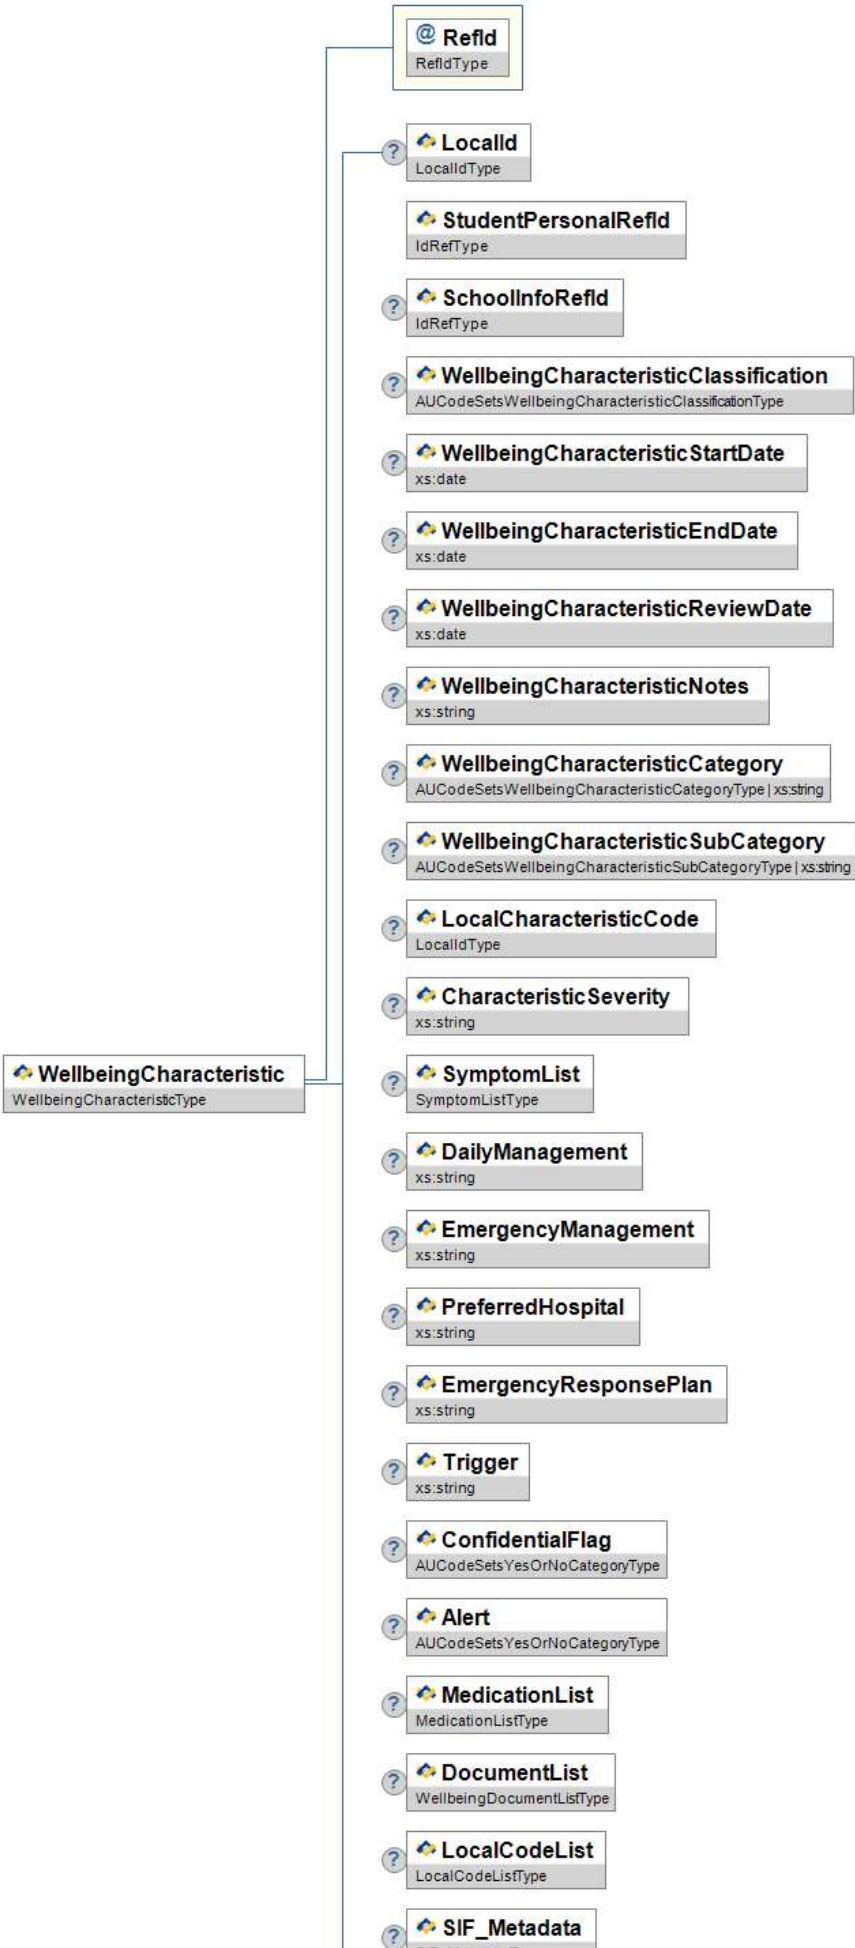 @ RefId
RefIdType
? LocalId
LocalIdType
StudentPersonalRefId
IdRefType
? SchoolInfoRefId
IdRefType
? WellbeingCharacteristicClassification
AUCodeSetsWellbeingCharacteristicClassificationType
? WellbeingCharacteristicStartDate
xs:date
? WellbeingCharacteristicEndDate
xs:date
? WellbeingCharacteristicReviewDate
xs:date
? WellbeingCharacteristicNotes
xs:string
? WellbeingCharacteristicCategory
AUCodeSetsWellbeingCharacteristicCategoryType | xs:string
? WellbeingCharacteristicSubCategory
AUCodeSetsWellbeingCharacteristicSubCategoryType | xs:string
? LocalCharacteristicCode
LocalIdType
? CharacteristicSeverity
xs:string
WellbeingCharacteristic
WellbeingCharacteristicType
? SymptomList
SymptomListType
? DailyManagement
xs:string
? EmergencyManagement
xs:string
? PreferredHospital
xs:string
? EmergencyResponsePlan
xs:string
? Trigger
xs:string
? ConfidentialFlag
AUCodeSetsYesOrNoCategoryType
? Alert
AUCodeSetsYesOrNoCategoryType
? MedicationList
MedicationListType
? DocumentList
WellbeingDocumentListType
? LocalCodeList
LocalCodeListType
? SIF_Metadata